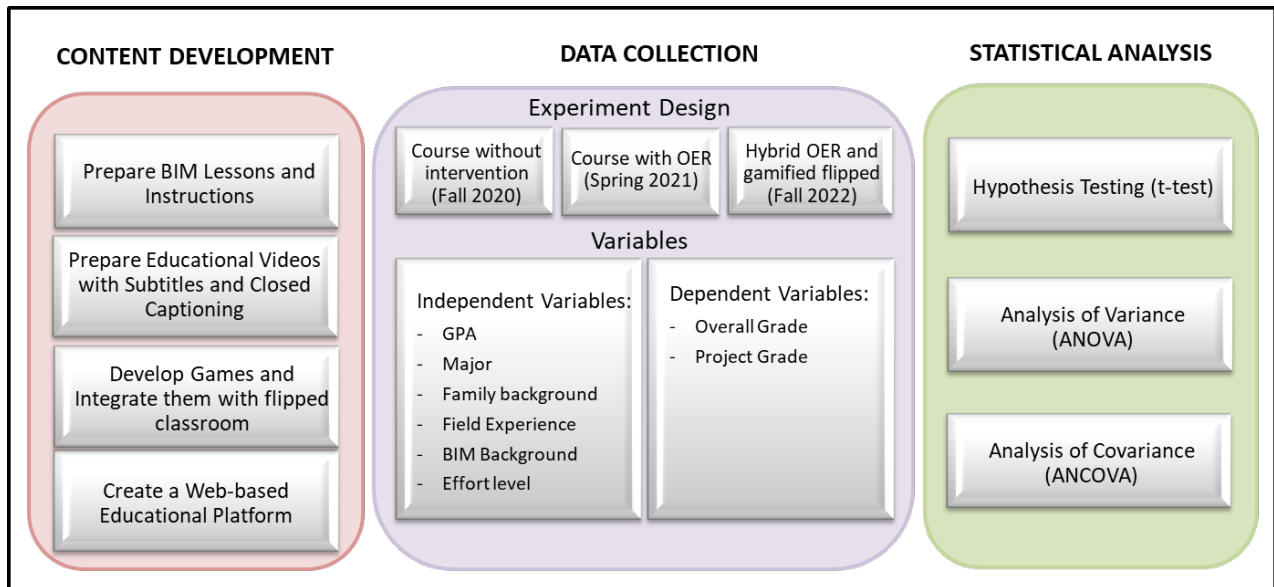 CONTENT DEVELOPMENT
Prepare BIM Lessons and
Instructions
Prepare Educational Videos
with Subtitles and Closed
Captioning
Develop Games and
Integrate them with flipped
classroom
Create a Web-based
Educational Platform
DATA COLLECTION
Experiment Design
Course without
intervention
(Fall 2020)
Course with OER
(Spring 2021)
Hybrid OER and
gamified flipped
(Fall 2022)
Variables
Independent Variables:
- GPA
- Major
- Family background
- Field Experience
- BIM Background
- Effort level
Dependent Variables:
- Overall Grade
- Project Grade
STATISTICAL ANALYSIS
Hypothesis Testing (t-test)
Analysis of Variance
(ANOVA)
Analysis of Covariance
(ANCOVA)